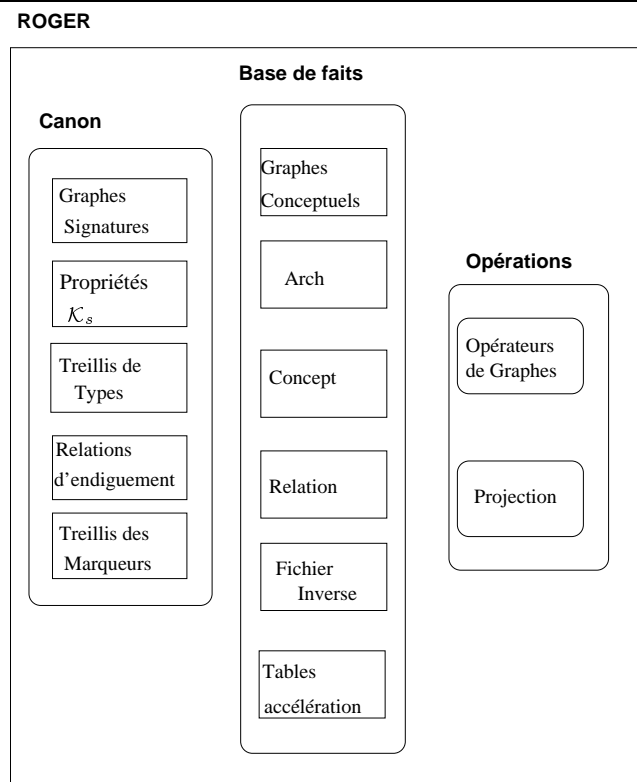 ROGER
Base de faits
Canon
Graphes
Signatures
Propriétés
𝒦ₛ
Treillis de
Types
Relations
d'endiguement
Treillis des
Marqueurs
Graphes
Conceptuels
Arch
Concept
Relation
Fichier
Inverse
Tables
accélération
Opérations
Opérateurs
de Graphes
Projection